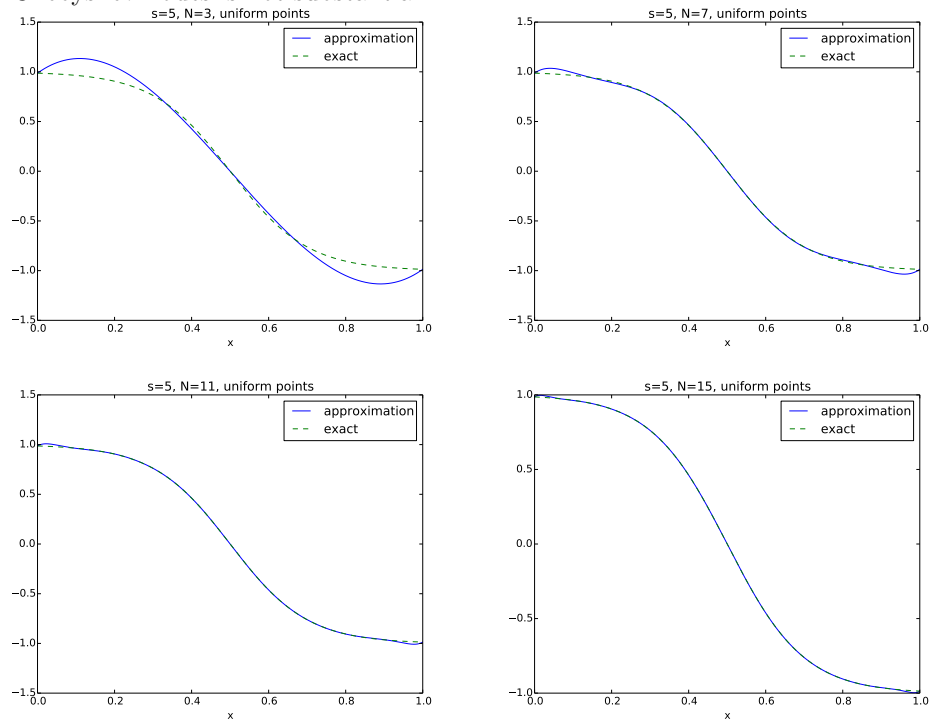 s=5, N=3, uniform points
approximation
exact
1.5
1.0
0.5
0.0
−0.5
−1.0
−1.5
0.0 0.2 0.4 0.6 0.8 1.0
x
s=5, N=7, uniform points
approximation
exact
1.5
1.0
0.5
0.0
−0.5
−1.0
−1.5
0.0 0.2 0.4 0.6 0.8 1.0
x
s=5, N=11, uniform points
approximation
exact
1.5
1.0
0.5
0.0
−0.5
−1.0
−1.5
0.0 0.2 0.4 0.6 0.8 1.0
x
s=5, N=15, uniform points
approximation
exact
1.0
0.5
0.0
−0.5
−1.0
0.0 0.2 0.4 0.6 0.8 1.0
x